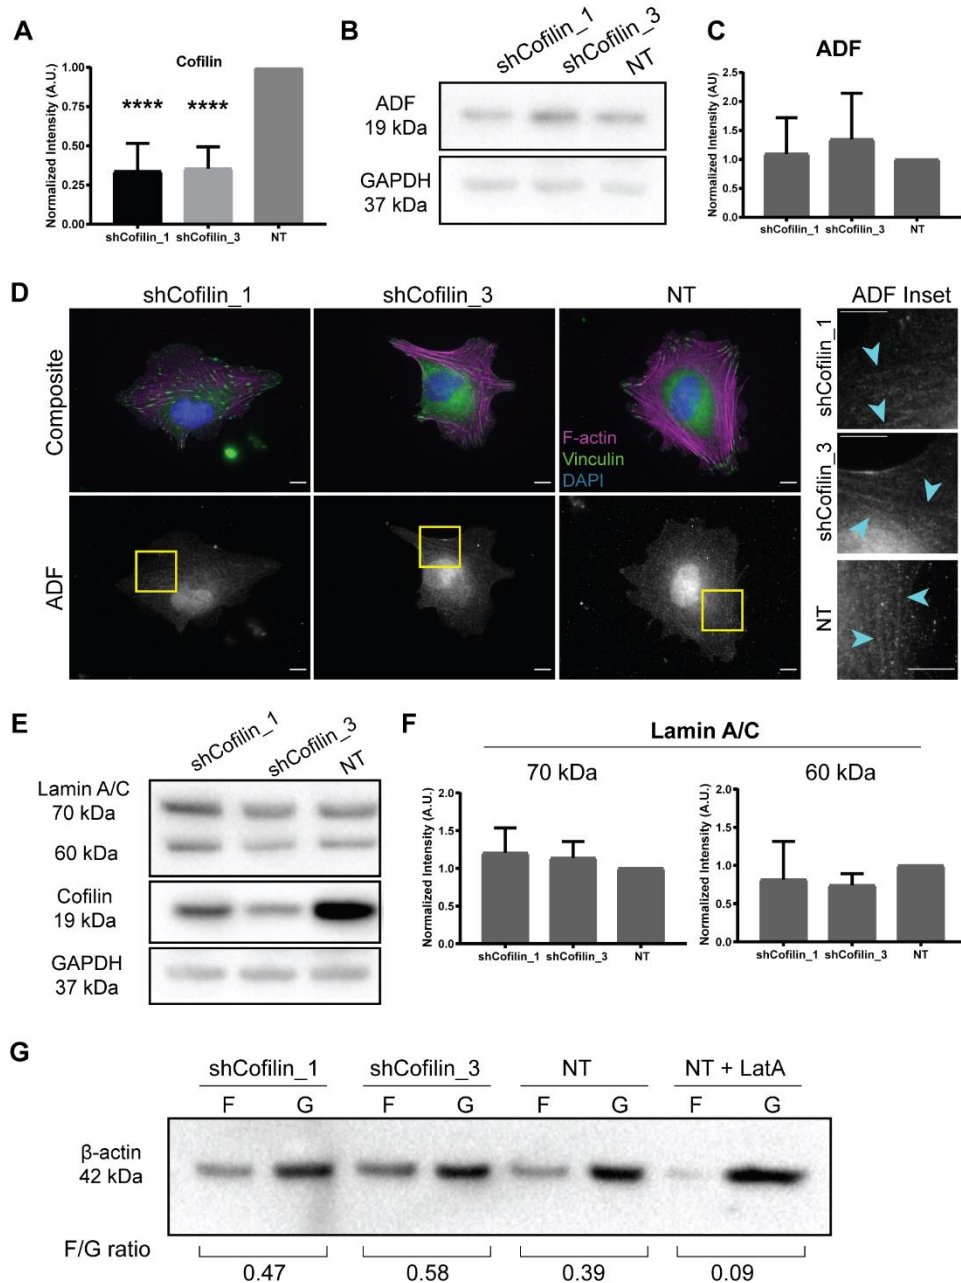 A
Cofilin
Normalized Intensity (A.U.)
1.00
0.75
0.50
0.25
0.00
**** ****
shCofilin_1 shCofilin_3 NT
B
shCofilin_1 shCofilin_3 NT
ADF
19 kDa
GAPDH
37 kDa
C
ADF
Normalized Intensity (AU)
2.5
2.0
1.5
1.0
0.5
0.0
shCofilin_1 shCofilin_3 NT
D
shCofilin_1 shCofilin_3 NT ADF Inset
Composite
F-actin
Vinculin
DAPI
ADF
shCofilin_1
shCofilin_3
NT
E
shCofilin_1 shCofilin_3 NT
Lamin A/C
70 kDa
60 kDa
Cofilin
19 kDa
GAPDH
37 kDa
F
Lamin A/C
70 kDa
Normalized Intensity (A.U.)
2.0
1.5
1.0
0.5
0.0
shCofilin_1 shCofilin_3 NT
60 kDa
Normalized Intensity (A.U.)
2.0
1.5
1.0
0.5
0.0
shCofilin_1 shCofilin_3 NT
G
shCofilin_1 shCofilin_3 NT NT + LatA
F G F G F G F G
β-actin
42 kDa
F/G ratio
0.47 0.58 0.39 0.09